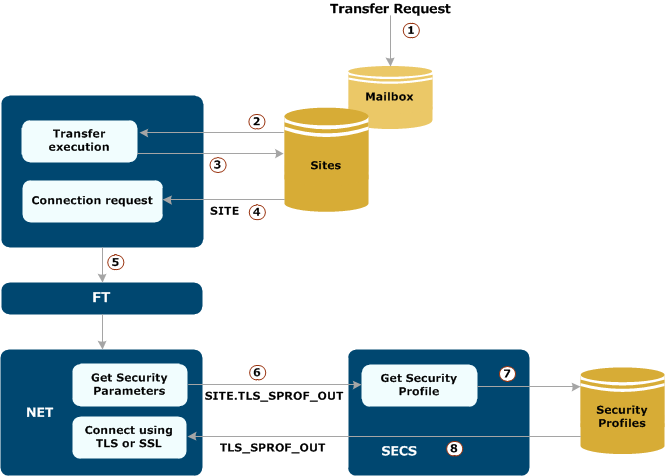 Transfer Request
1
Mailbox
2
Transfer
execution
3
Sites
Connection request
SITE
4
5
FT
6
7
Get Security
Parameters
Get Security
Profile
SITE.TLS_SPROF_OUT
NET
Security
Profiles
Connect using
TLS or SSL
TLS_SPROF_OUT
SECS
8